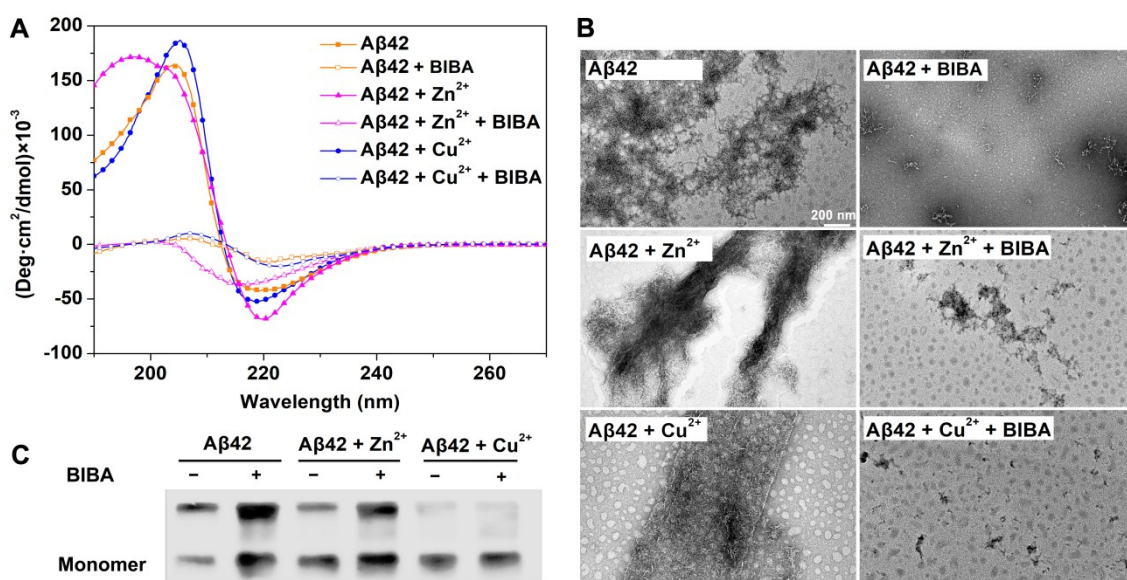 A
200
150
100
50
0
-50
-100
(Deg·cm²/dmol)×10⁻³
Aβ42
Aβ42 + BIBA
Aβ42 + Zn²⁺
Aβ42 + Zn²⁺ + BIBA
Aβ42 + Cu²⁺
Aβ42 + Cu²⁺ + BIBA
200 220 240 260
Wavelength (nm)
B
Aβ42
Aβ42 + BIBA
200 nm
Aβ42 + Zn²⁺
Aβ42 + Zn²⁺ + BIBA
Aβ42 + Cu²⁺
Aβ42 + Cu²⁺ + BIBA
C
Aβ42 Aβ42 + Zn²⁺ Aβ42 + Cu²⁺
BIBA – + – + – +
Monomer